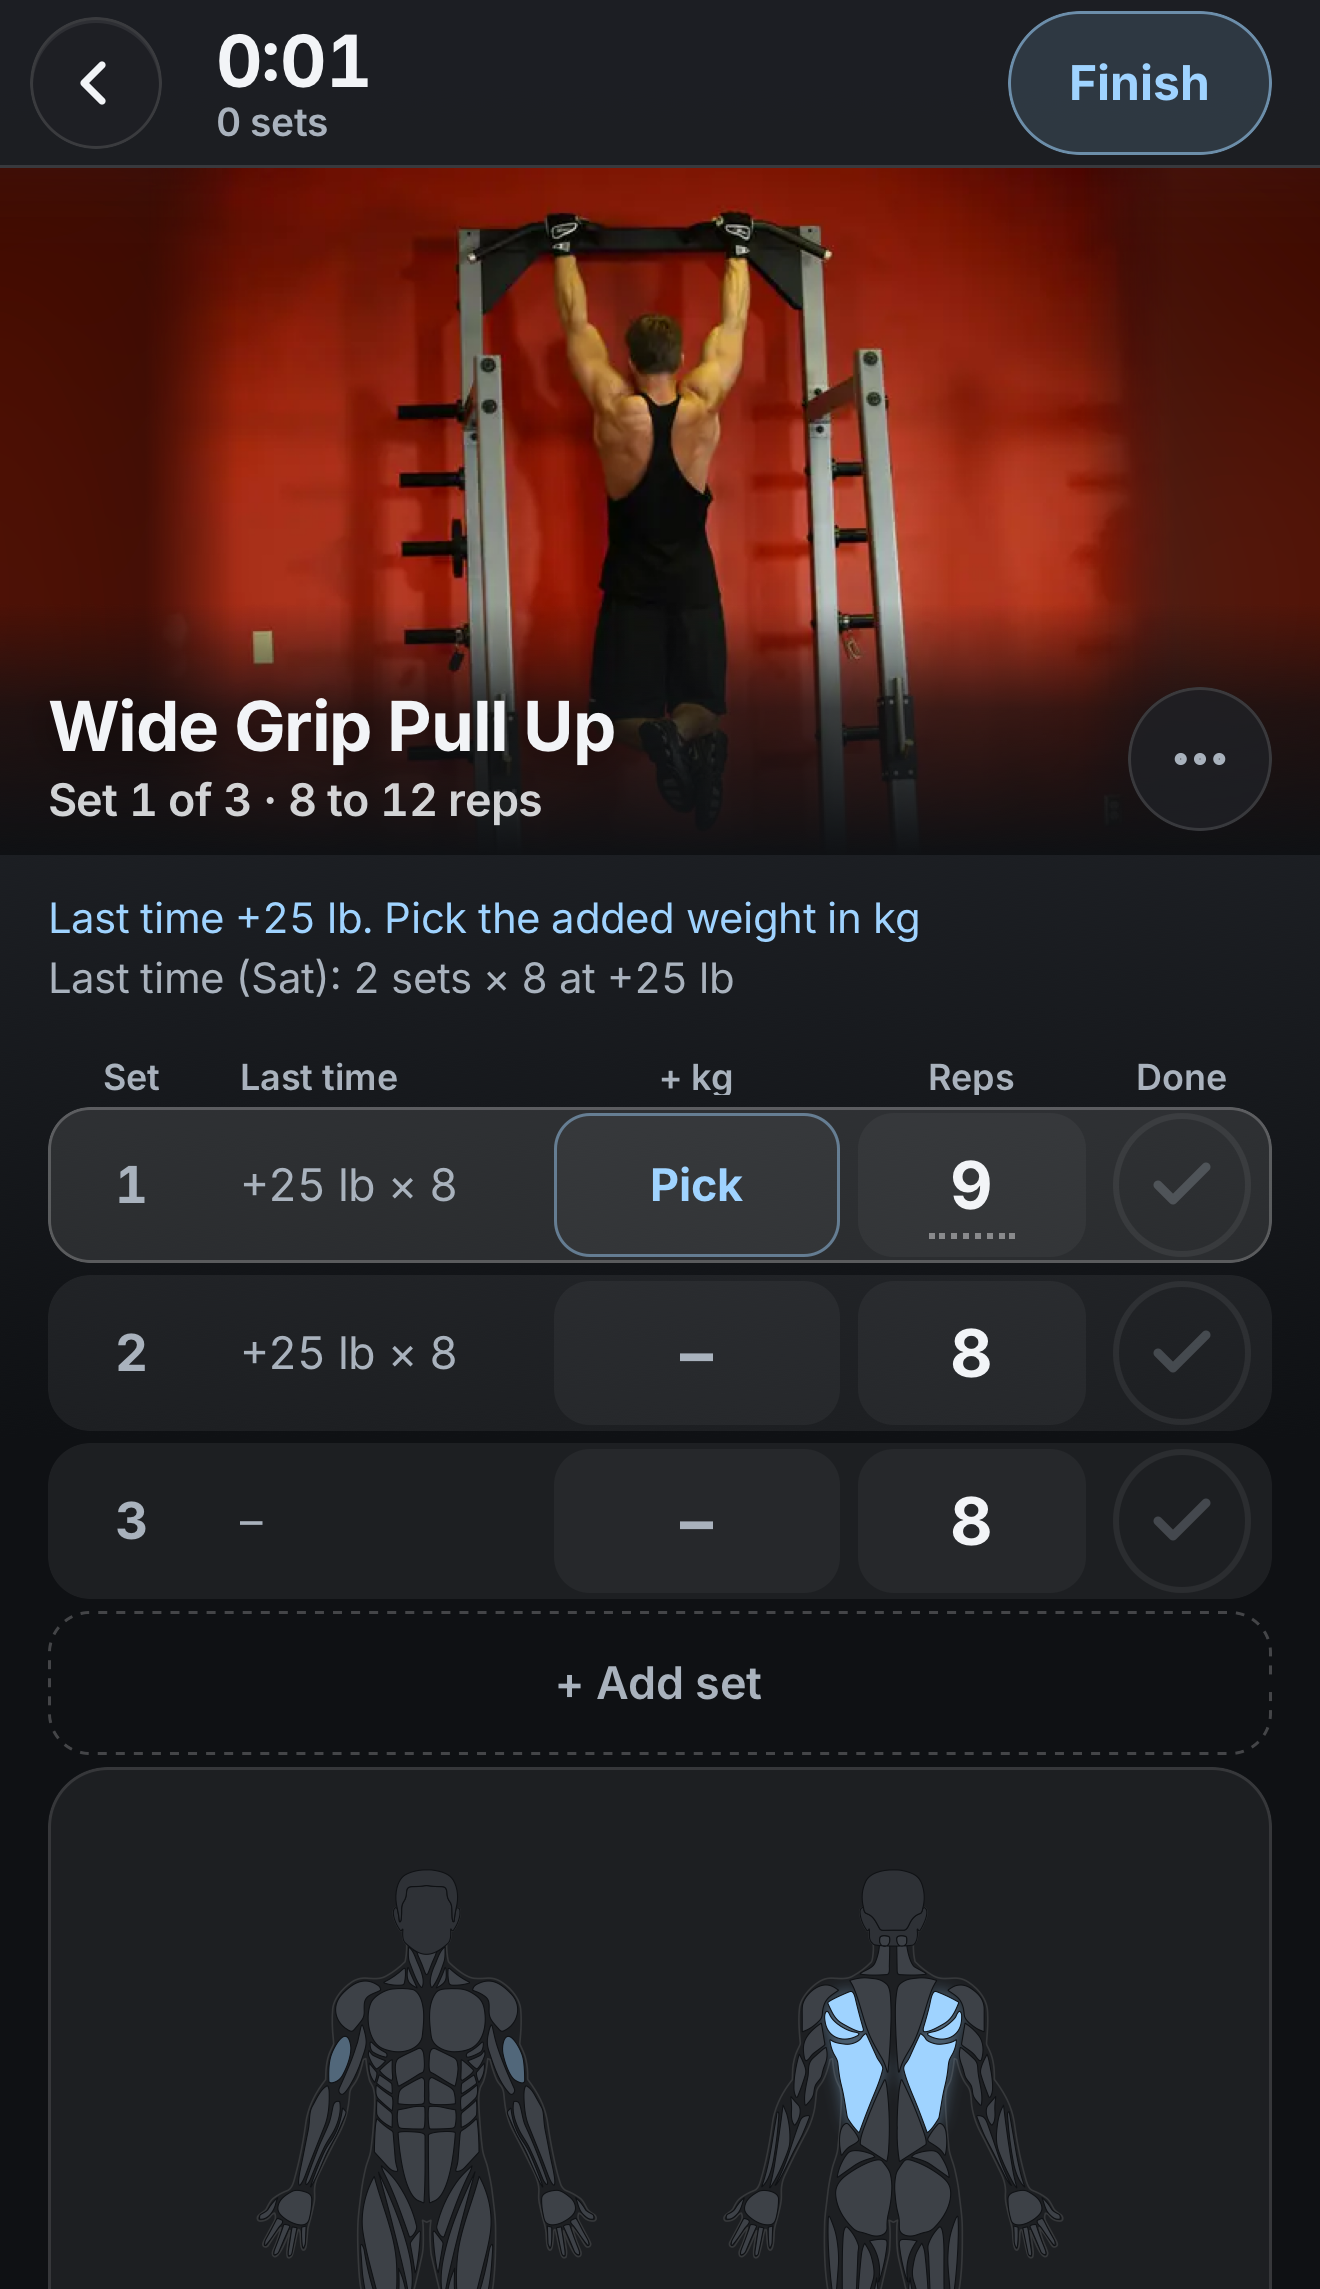 0:01
0 sets
Finish
Wide Grip Pull Up
Set 1 of 3 · 8 to 12 reps
Last time +25 lb. Pick the added weight in kg
Last time (Sat): 2 sets × 8 at +25 lb
Set Last time + kg Reps Done
1 +25 lb × 8 Pick 9
2 +25 lb × 8 – 8
3 – – 8
+ Add set